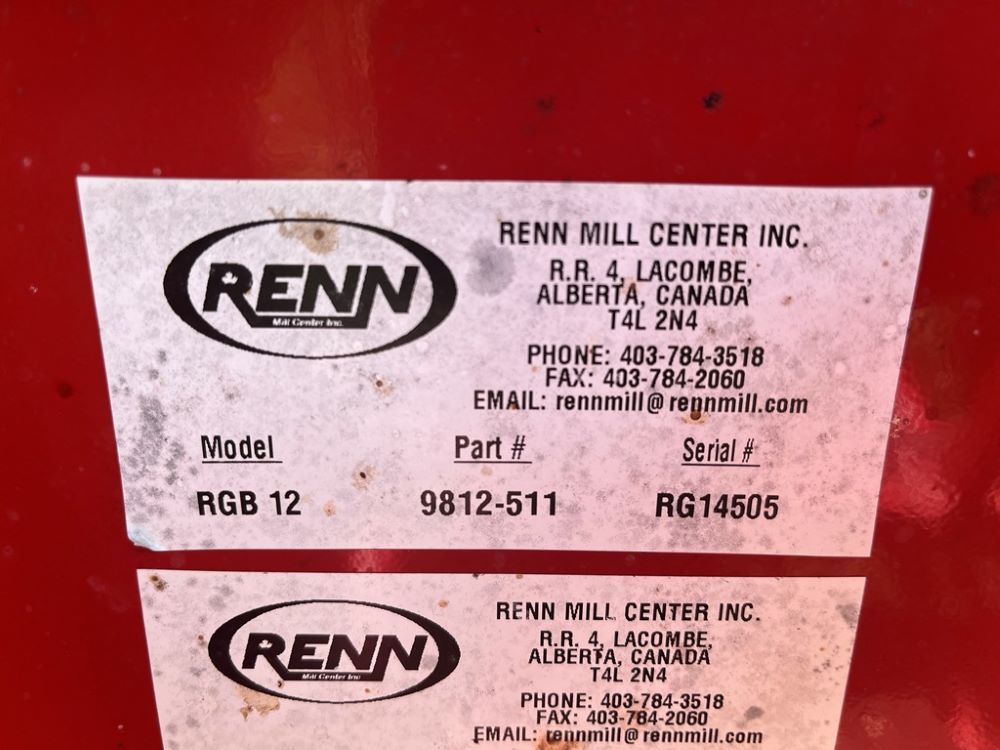 RENN
Mill Center Inc.
RENN MILL CENTER INC.
R.R. 4, LACOMBE,
ALBERTA, CANADA
T4L 2N4
PHONE: 403-784-3518
FAX: 403-784-2060
EMAIL: rennmill@rennmill.com
Model Part # Serial #
RGB 12 9812-511 RG14505
RENN
Mill Center Inc.
RENN MILL CENTER INC.
R.R. 4, LACOMBE,
ALBERTA, CANADA
T4L 2N4
PHONE: 403-784-3518
FAX: 403-784-2060
EMAIL: rennmill@rennmill.com